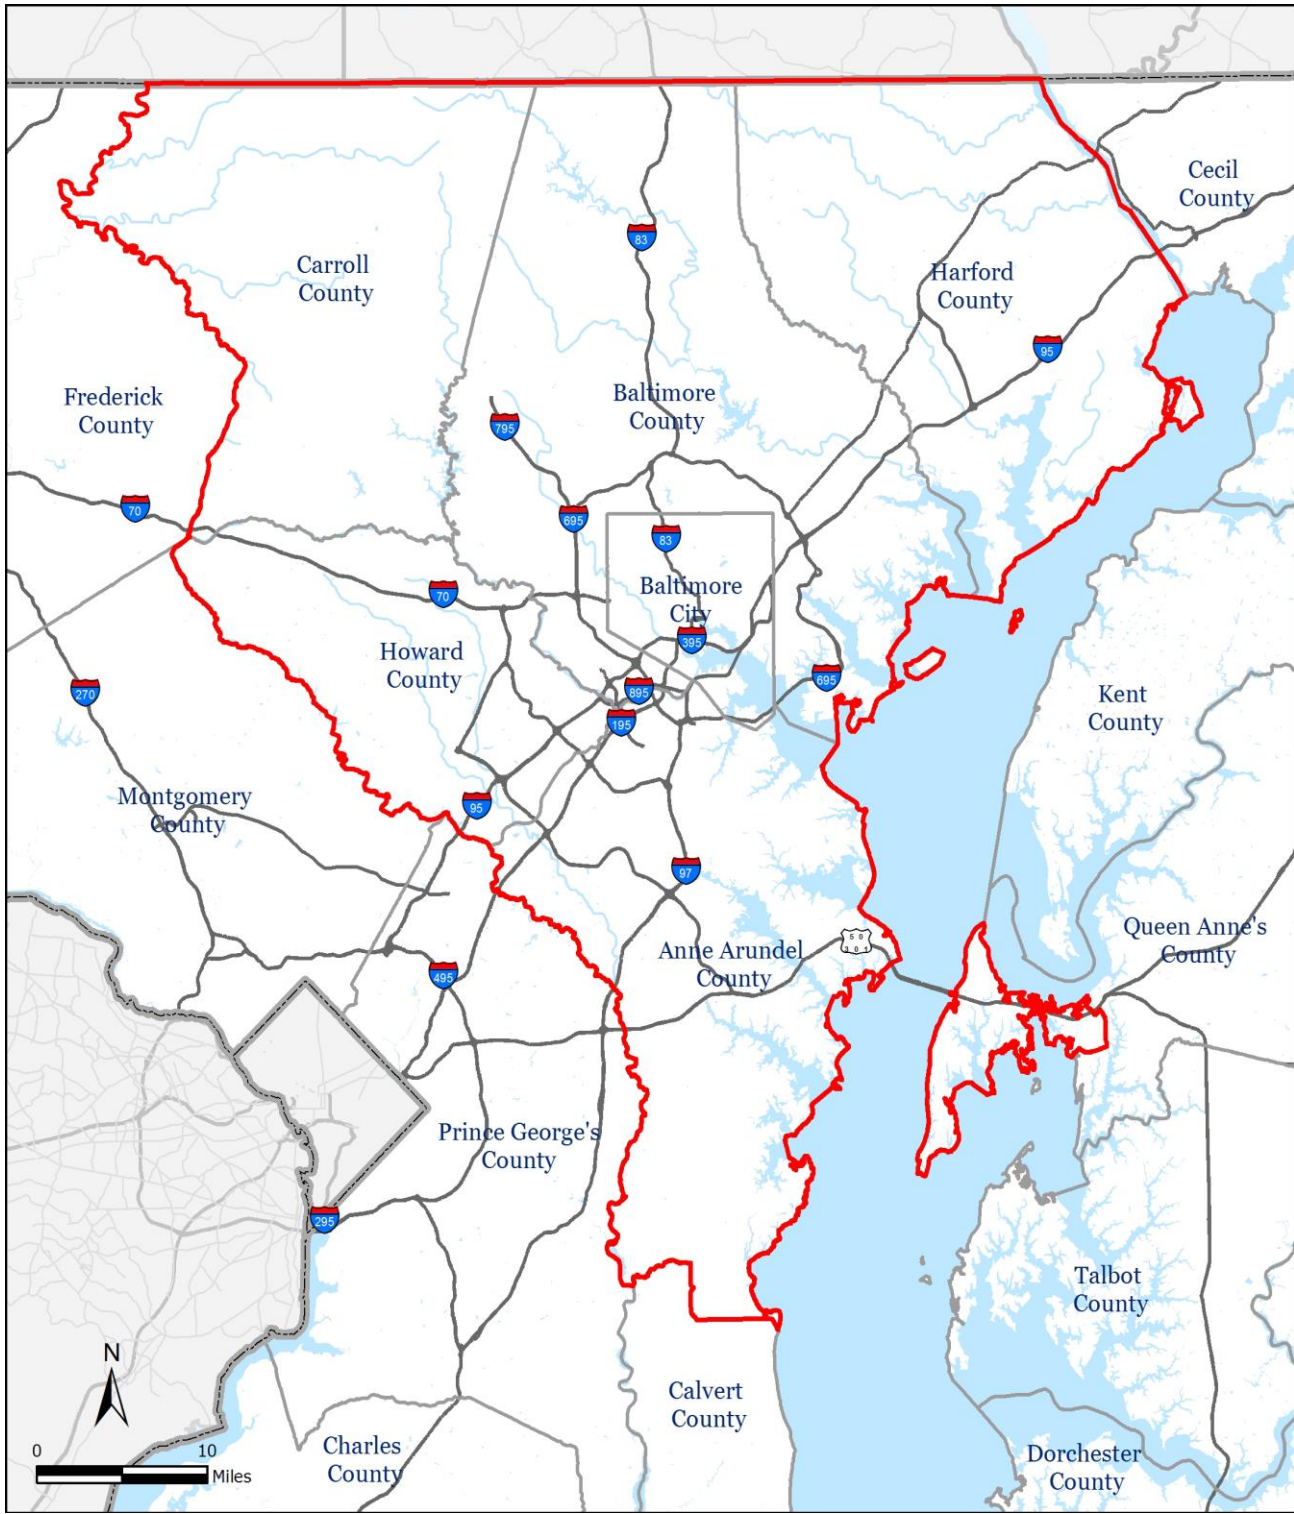 Cecil
County
83
Carroll
County
Harford
County
95
Frederick
County
Baltimore
County
795
70
695
83
Baltimore
City
70
395
Howard
County
270
895
695
195
Kent
County
Montgomery
County
95
97
Anne Arundel
County
50
301
Queen Anne's
County
495
Prince George's
County
295
Talbot
County
N
Calvert
County
0 10
Miles
Charles
County
Dorchester
County